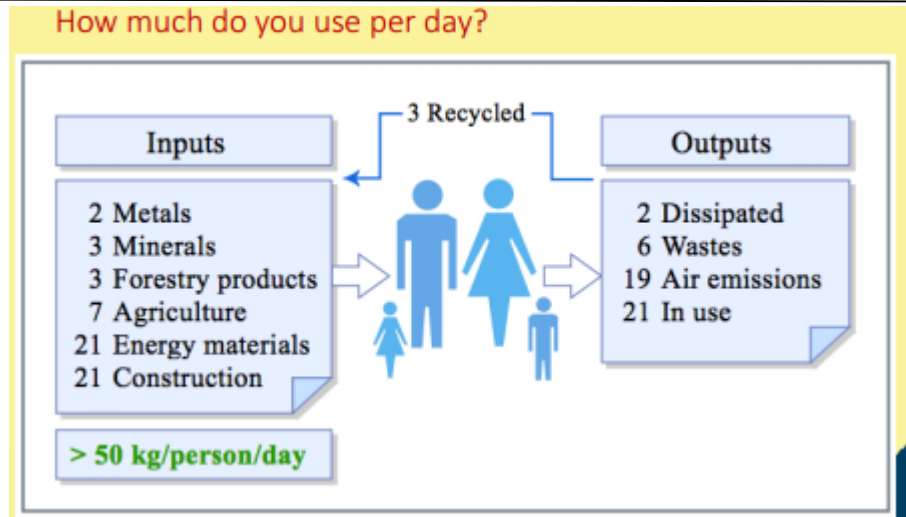 How much do you use per day?
3 Recycled
Inputs
2 Metals
3 Minerals
3 Forestry products
7 Agriculture
21 Energy materials
21 Construction
> 50 kg/person/day
Outputs
2 Dissipated
6 Wastes
19 Air emissions
21 In use